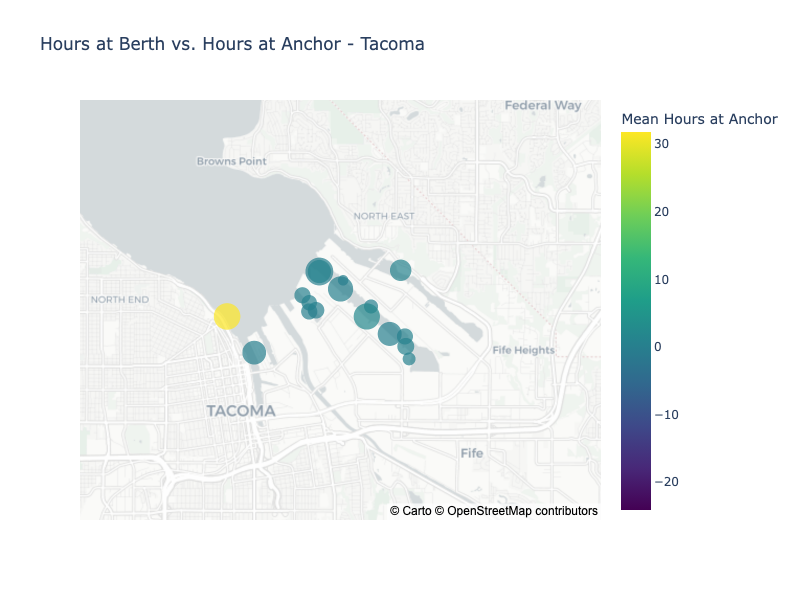 Hours at Berth vs. Hours at Anchor - Tacoma
Federal Way
Mean Hours at Anchor
30
Browns Point
20
NORTH EAST
10
NORTH END
0
Fife Heights
−10
TACOMA
Fife
−20
© Carto © OpenStreetMap contributors